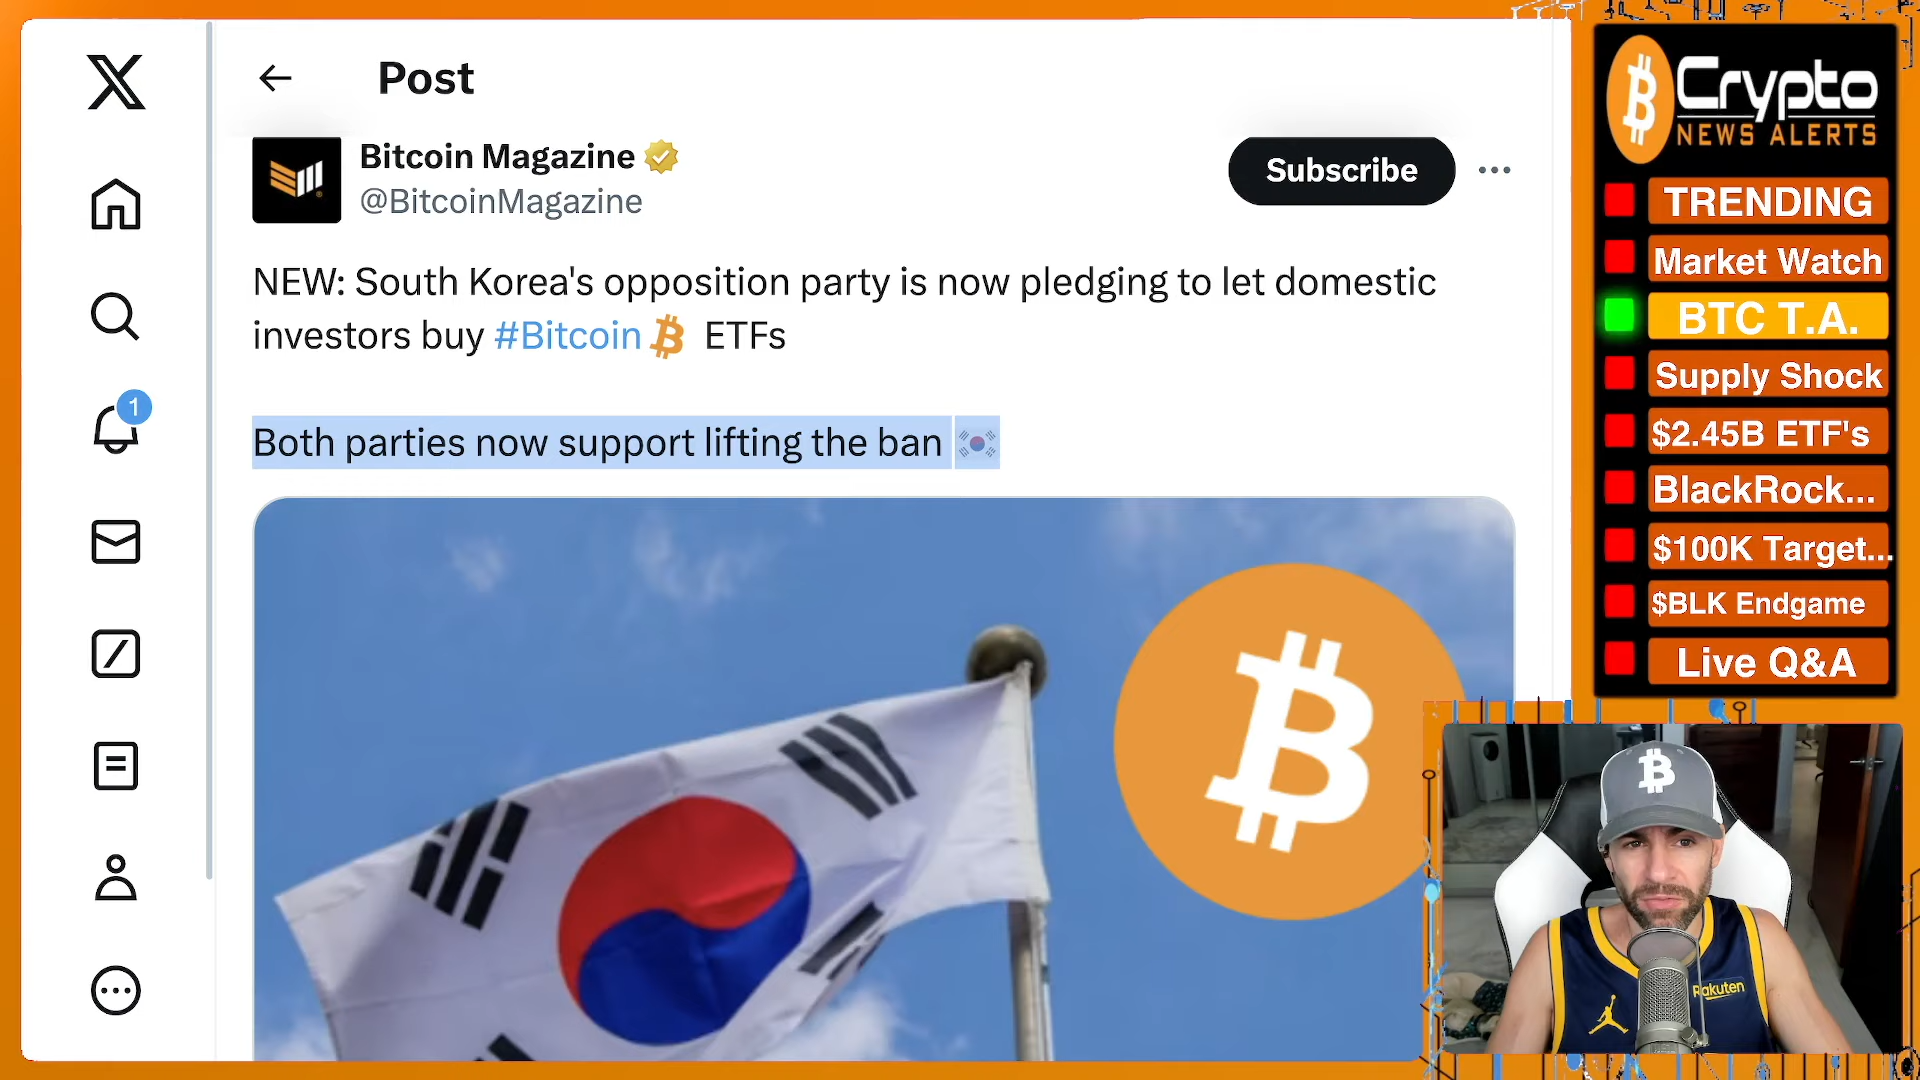 Post
Bitcoin Magazine
@BitcoinMagazine
Subscribe
NEW: South Korea's opposition party is now pledging to let domestic
investors buy #Bitcoin ETFs
Both parties now support lifting the ban
1
Crypto
NEWS ALERTS
TRENDING
Market Watch
BTC T.A.
Supply Shock
$2.45B ETF's
BlackRock...
$100K Target...
$BLK Endgame
Live Q&A
Rakuten